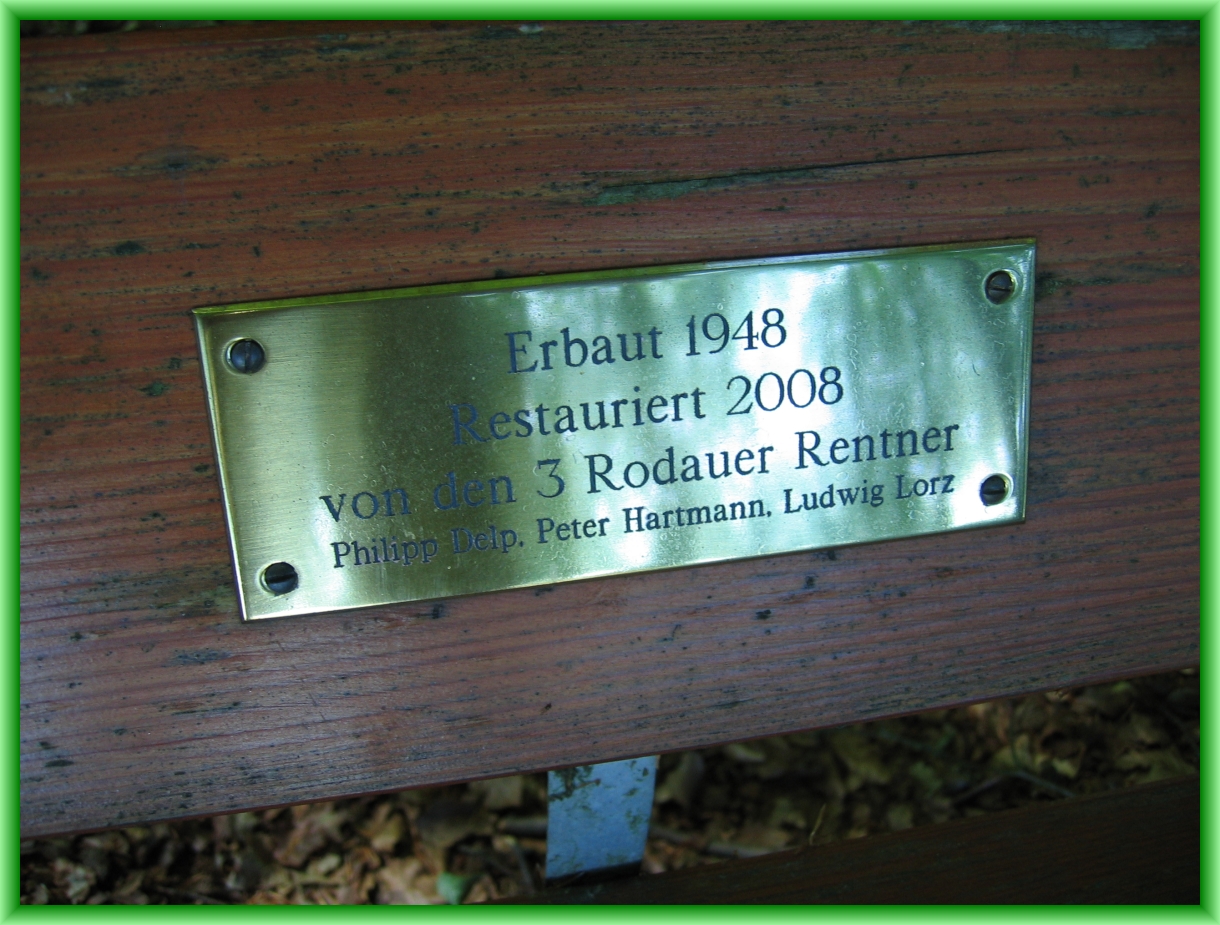 Erbaut 1948
Restauriert 2008
von den 3 Rodauer Rentner
Philipp Delp, Peter Hartmann, Ludwig Lorz